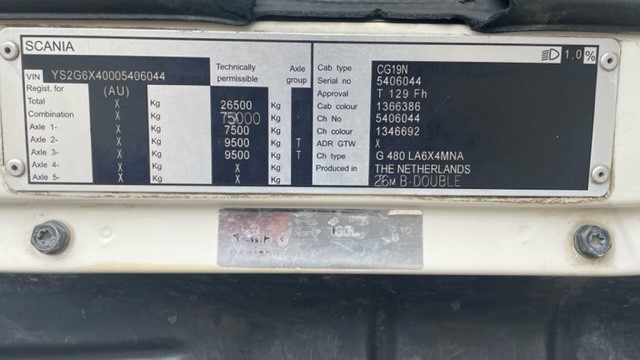 SCANIA
1.0%
VIN YS2G6X40005406044
Technically permissible
Axle group
Regist. for (AU)
Total X Kg 26500 Kg
Combination X Kg Kg
Axle 1- X Kg 7500 Kg
Axle 2- X Kg 9500 Kg T
Axle 3- X Kg 9500 Kg T
Axle 4- X Kg X Kg
Axle 5- X Kg X Kg
Cab type CG19N
Serial no 5406044
Approval T 129 Fh
Cab colour 1366386
Ch No 5406044
Ch colour 1346692
ADR GTW X
Ch type G 480 LA6X4MNA
Produced in THE NETHERLANDS
B-DOUBLE